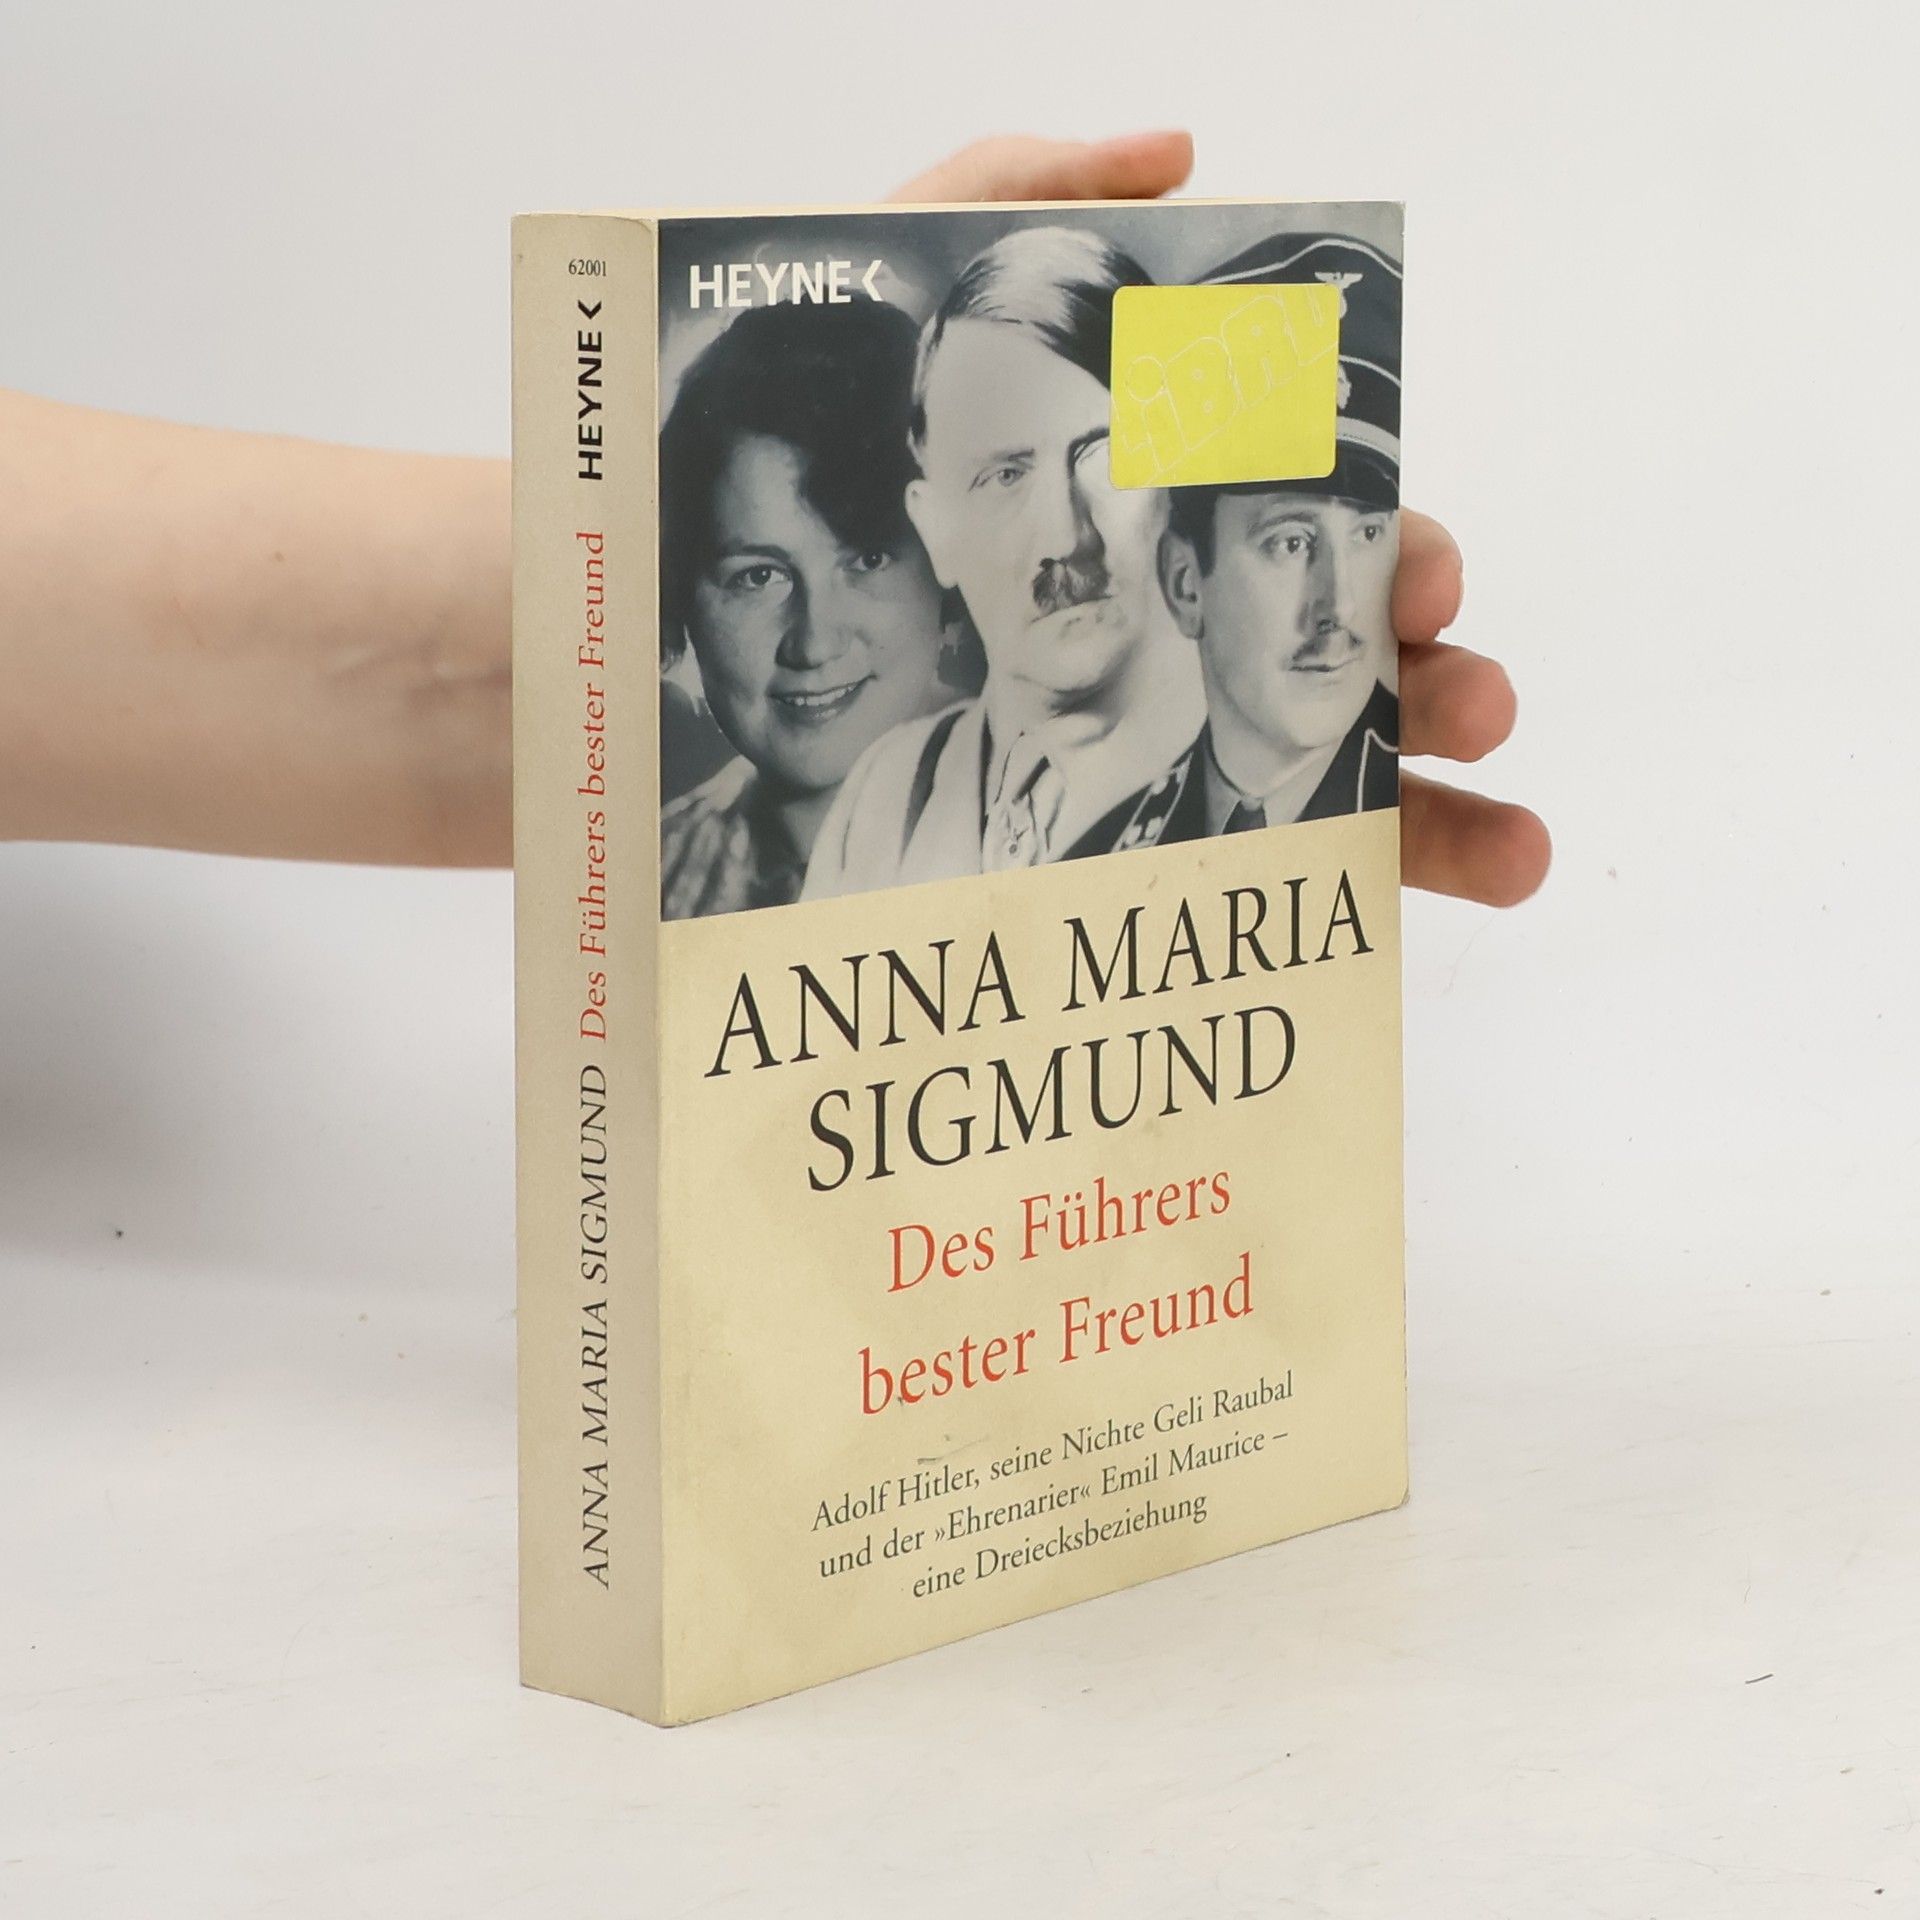 62001
HEYNE
ANNA MARIA SIGMUND Des Führers bester Freund
HEYNE
LiBRU
ANNA MARIA
SIGMUND
Des Führers
bester Freund
Adolf Hitler, seine Nichte Geli Raubal
und der »Ehrenarier« Emil Maurice –
eine Dreiecksbeziehung